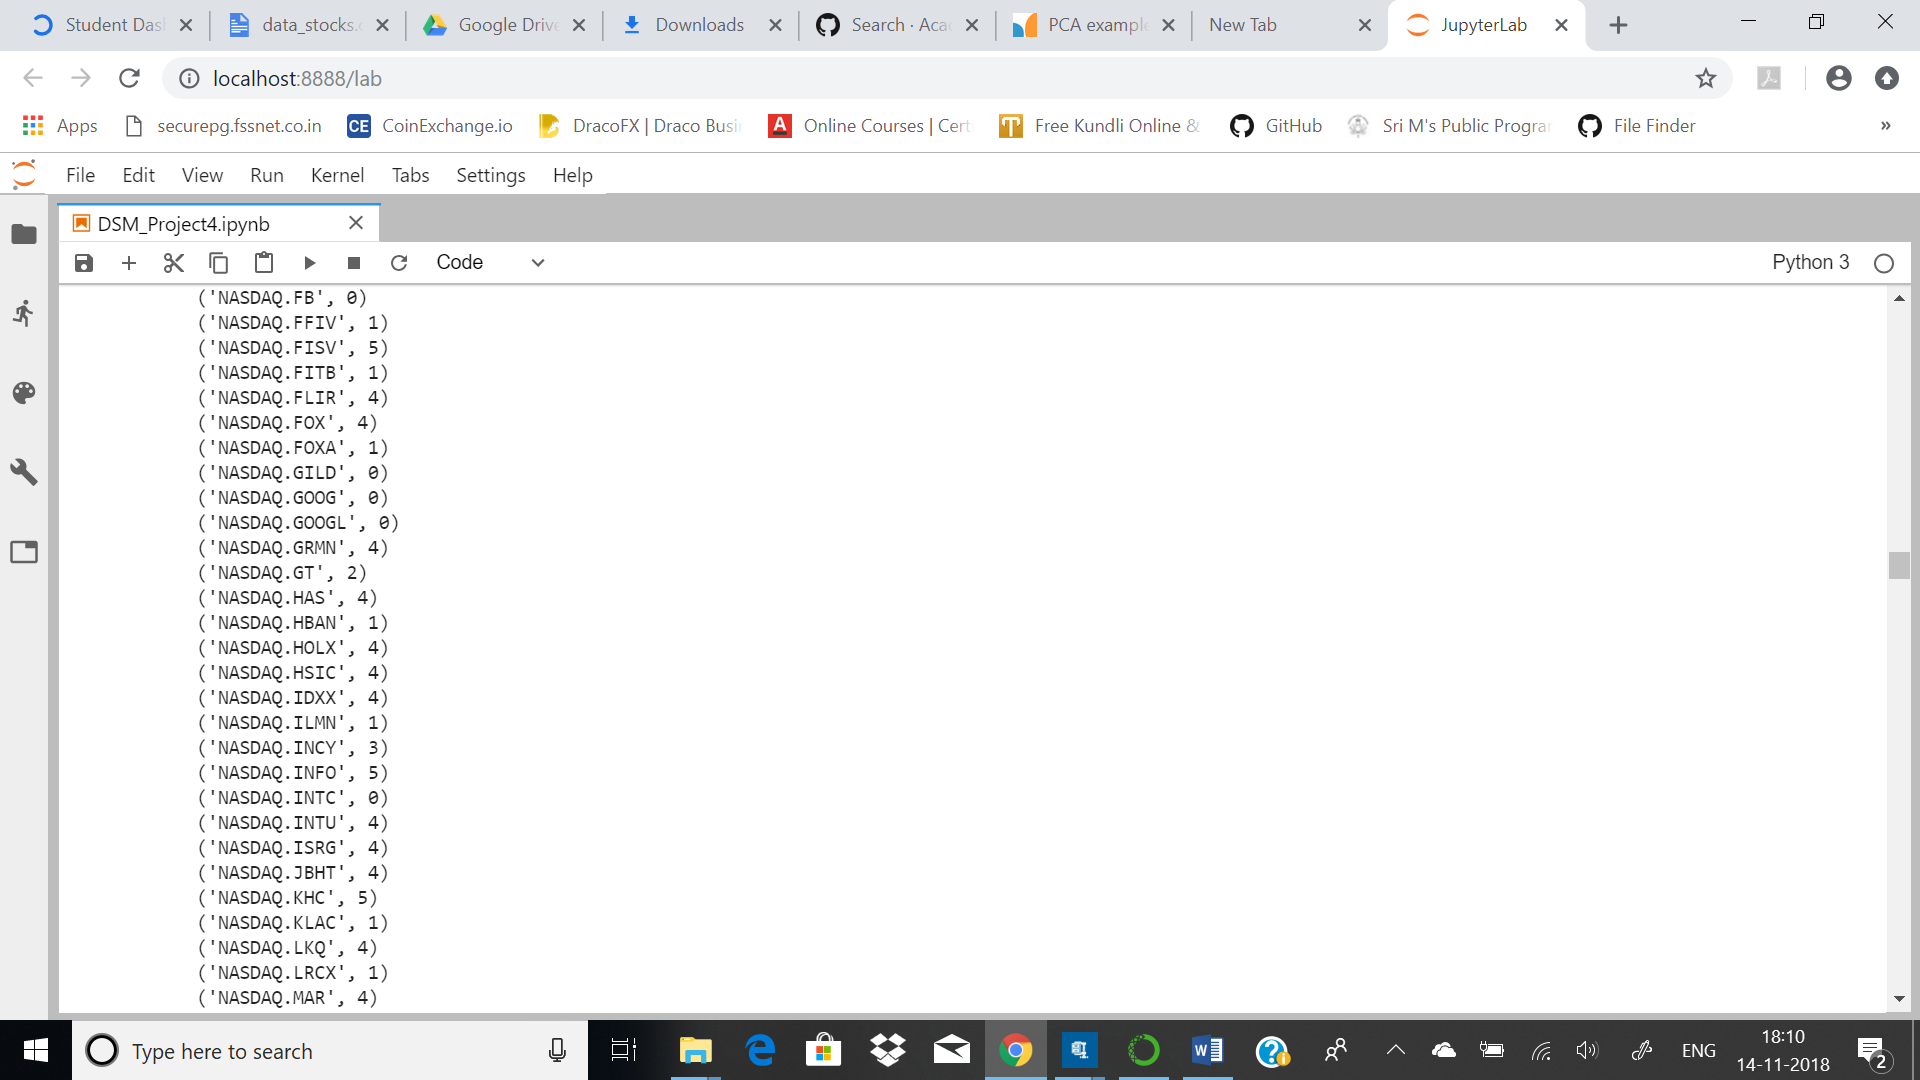 Student Das
data_stocks.c
Google Drive
Downloads
Search · Aca
PCA example
New Tab
JupyterLab
localhost:8888/lab
Apps
securepg.fssnet.co.in
CE
CoinExchange.io
DracoFX | Draco Busi
A
Online Courses | Cert
Free Kundli Online &
GitHub
Sri M's Public Program
File Finder
»
File Edit View Run Kernel Tabs Settings Help
DSM_Project4.ipynb
Code
Python 3
('NASDAQ.FB', 0)
('NASDAQ.FFIV', 1)
('NASDAQ.FISV', 5)
('NASDAQ.FITB', 1)
('NASDAQ.FLIR', 4)
('NASDAQ.FOX', 4)
('NASDAQ.FOXA', 1)
('NASDAQ.GILD', 0)
('NASDAQ.GOOG', 0)
('NASDAQ.GOOGL', 0)
('NASDAQ.GRMN', 4)
('NASDAQ.GT', 2)
('NASDAQ.HAS', 4)
('NASDAQ.HBAN', 1)
('NASDAQ.HOLX', 4)
('NASDAQ.HSIC', 4)
('NASDAQ.IDXX', 4)
('NASDAQ.ILMN', 1)
('NASDAQ.INCY', 3)
('NASDAQ.INFO', 5)
('NASDAQ.INTC', 0)
('NASDAQ.INTU', 4)
('NASDAQ.ISRG', 4)
('NASDAQ.JBHT', 4)
('NASDAQ.KHC', 5)
('NASDAQ.KLAC', 1)
('NASDAQ.LKQ', 4)
('NASDAQ.LRCX', 1)
('NASDAQ.MAR', 4)
Type here to search
ENG
18:10
14-11-2018
2